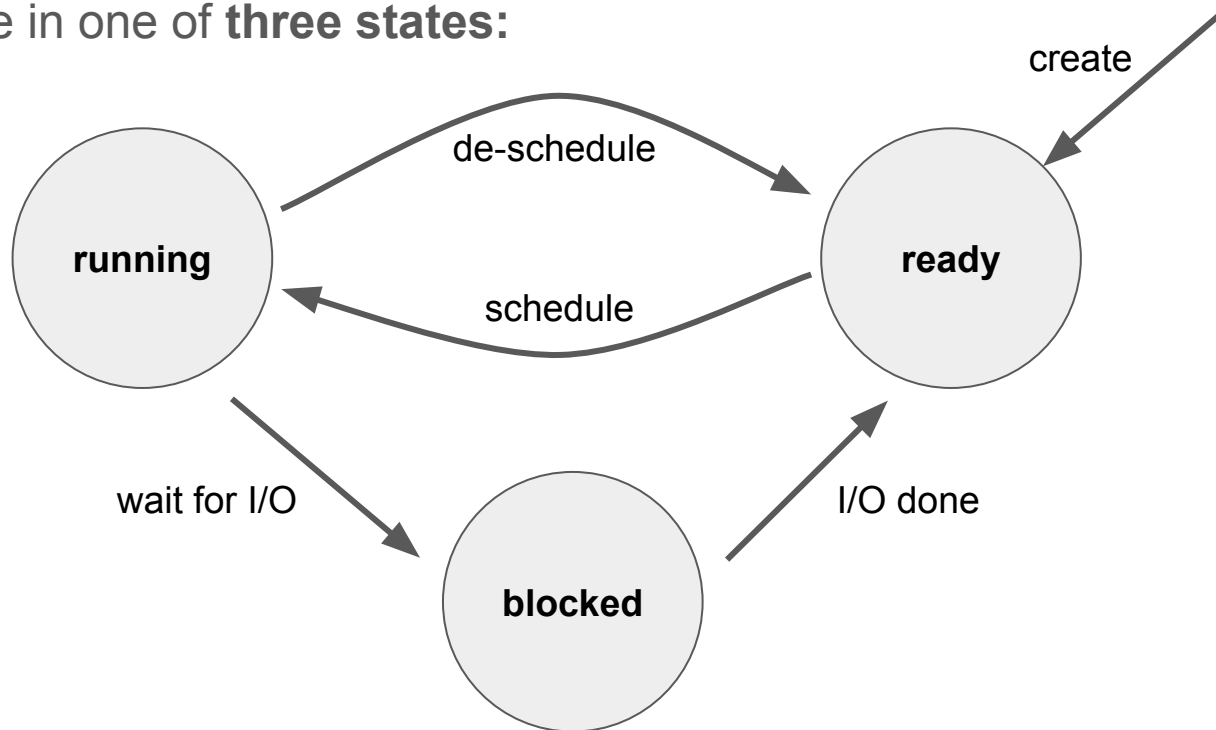 e in one of three states:
create
de-schedule
running
ready
schedule
wait for I/O
I/O done
blocked